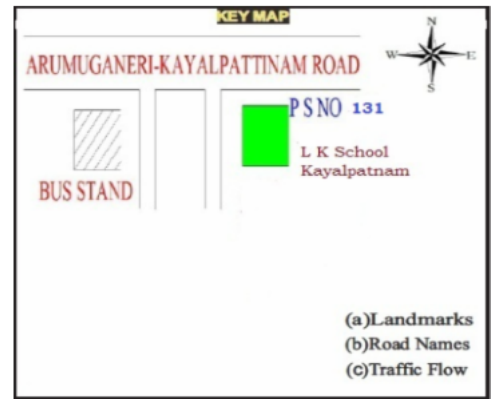 KEY MAP
N
W E
S
ARUMUGANERI-KAYALPATTINAM ROAD
P S NO 131
L K School
Kayalpatnam
BUS STAND
(a)Landmarks
(b)Road Names
(c)Traffic Flow